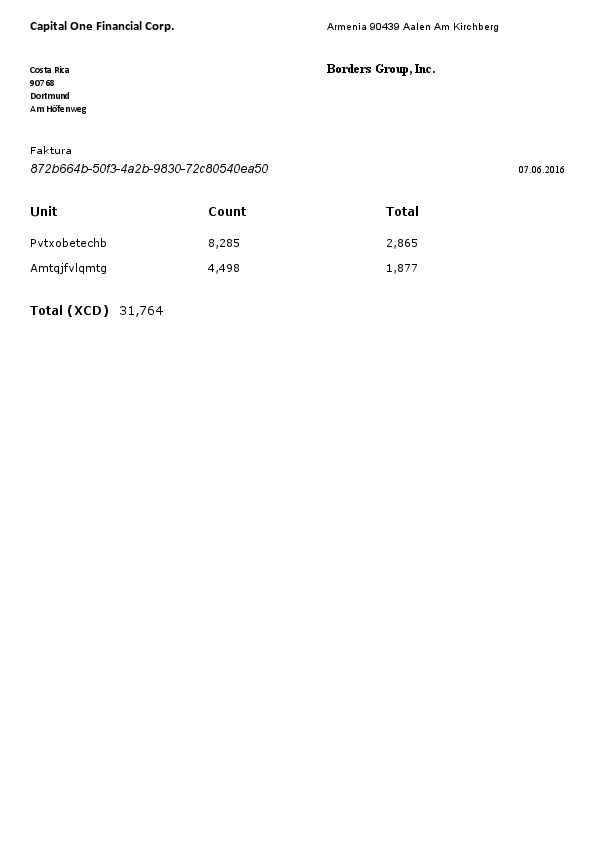 Capital One Financial Corp.
Armenia 90439 Aalen Am Kirchberg
Costa Rica
90768
Dortmund
Am Höfenweg
Borders Group, Inc.
Faktura
872b664b-50f3-4a2b-9830-72c80540ea50
07.06.2016
Unit Count Total
Pvtxobetechb 8,285 2,865
Amtqjfvlqmtg 4,498 1,877
Total (XCD) 31,764